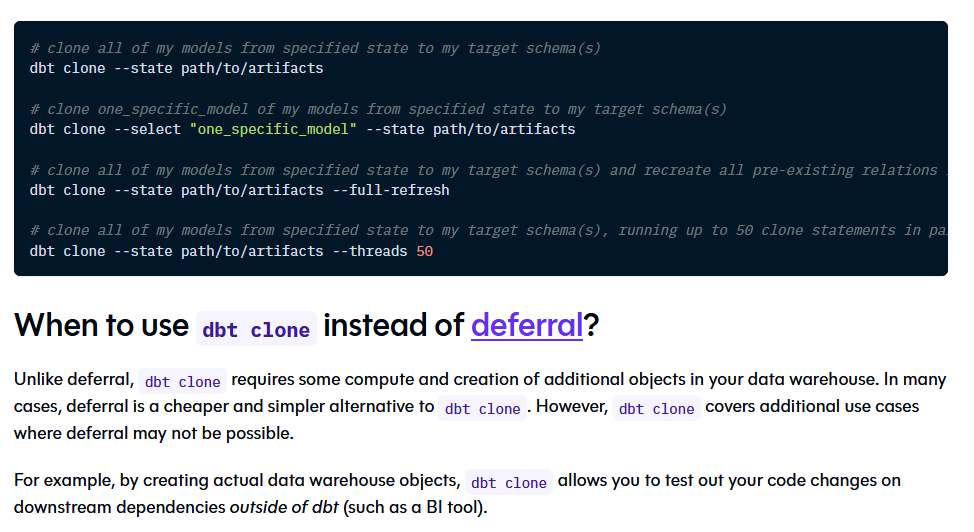 # clone all of my models from specified state to my target schema(s)
dbt clone --state path/to/artifacts
# clone one_specific_model of my models from specified state to my target schema(s)
dbt clone --select "one_specific_model" --state path/to/artifacts
# clone all of my models from specified state to my target schema(s) and recreate all pre-existing relations
dbt clone --state path/to/artifacts --full-refresh
# clone all of my models from specified state to my target schema(s), running up to 50 clone statements in pa
dbt clone --state path/to/artifacts --threads 50
When to use dbt clone instead of deferral?
Unlike deferral, dbt clone requires some compute and creation of additional objects in your data warehouse. In many
cases, deferral is a cheaper and simpler alternative to dbt clone. However, dbt clone covers additional use cases
where deferral may not be possible.
For example, by creating actual data warehouse objects, dbt clone allows you to test out your code changes on
downstream dependencies outside of dbt (such as a BI tool).